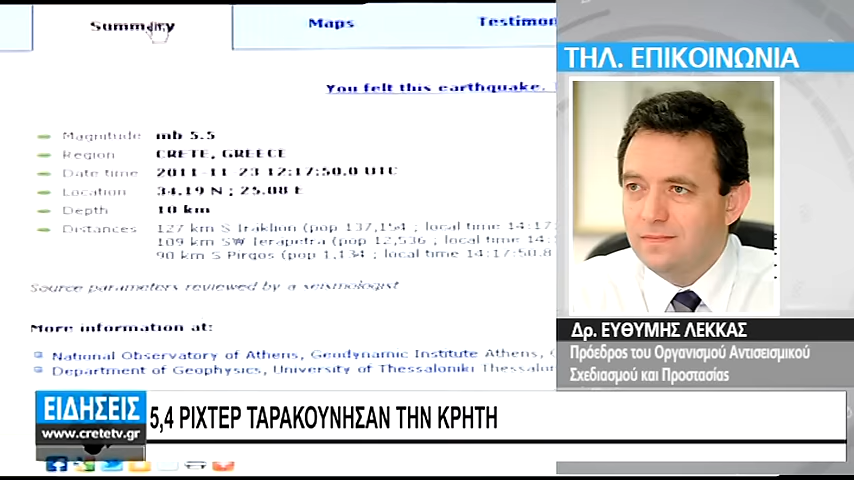 Summary
Maps
Testimon
You felt this earthquake.
Magnitude mb 5.5
Region CRETE, GREECE
Date time 2011-11-23 12:17:50.0 UTC
Location 34.19 N ; 25.08 E
Depth 10 km
Distances 127 km S Iraklion (pop 137,154 ; local time 14:17:
109 km SW Ierapetra (pop 12,536 ; local time 14:
90 km S Pirgos (pop 1,134 ; local time 14:17:50.8
Source parameters reviewed by a seismologist
More information at:
National Observatory of Athens, Geodynamic Institute Athens,
Department of Geophysics, University of Thessaloniki Thessalon
ΤΗΛ. ΕΠΙΚΟΙΝΩΝΙΑ
Δρ. ΕΥΘΥΜΗΣ ΛΕΚΚΑΣ
Πρόεδρος του Οργανισμού Αντισεισμικού
Σχεδιασμού και Προστασίας
ΕΙΔΗΣΕΙΣ
www.cretetv.gr
5,4 ΡΙΧΤΕΡ ΤΑΡΑΚΟΥΝΗΣΑΝ ΤΗΝ ΚΡΗΤΗ